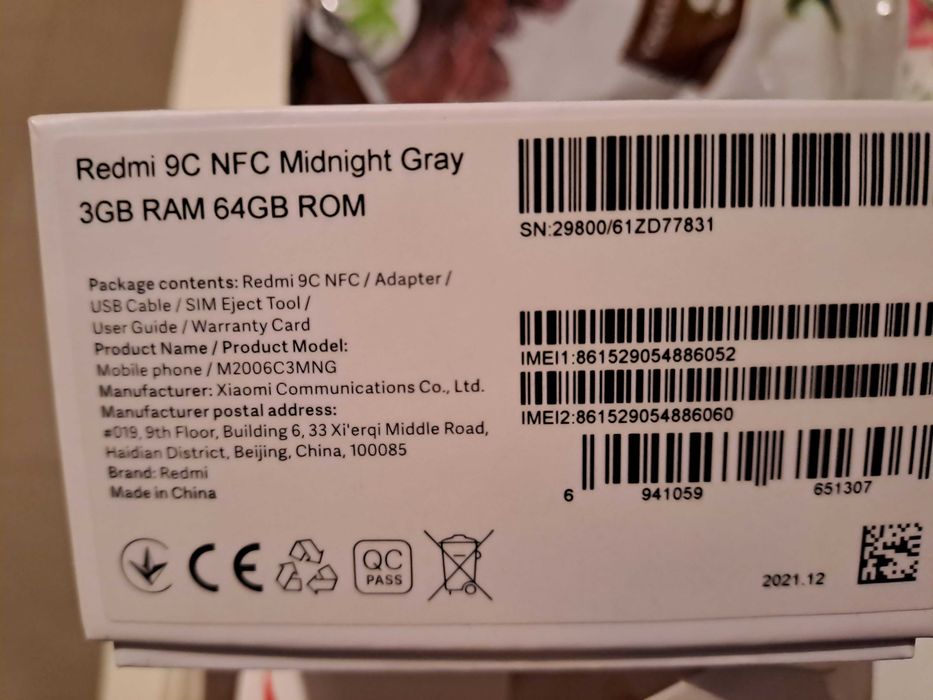 Redmi 9C NFC Midnight Gray
3GB RAM 64GB ROM
Package contents: Redmi 9C NFC / Adapter /
USB Cable / SIM Eject Tool /
User Guide / Warranty Card
Product Name / Product Model:
Mobile phone / M2006C3MNG
Manufacturer: Xiaomi Communications Co., Ltd.
Manufacturer postal address:
#019, 9th Floor, Building 6, 33 Xi'erqi Middle Road,
Haidian District, Beijing, China, 100085
Brand: Redmi
Made in China
SN:29800/61ZD77831
IMEI1:861529054886052
IMEI2:861529054886060
6 941059 651307
CE
QC
PASS
2021.12